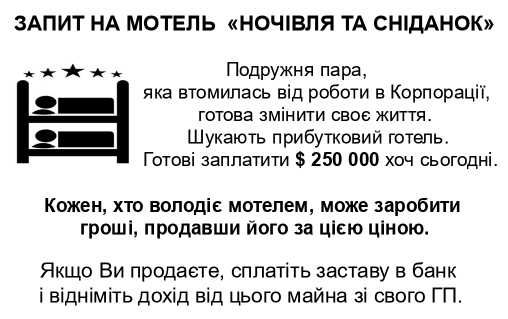 ЗАПИТ НА МОТЕЛЬ «НОЧІВЛЯ ТА СНІДАНОК»
Подружня пара,
яка втомилась від роботи в Корпорації,
готова змінити своє життя.
Шукають прибутковий готель.
Готові заплатити $ 250 000 хоч сьогодні.
Кожен, хто володіє мотелем, може заробити
гроші, продавши його за цією ціною.
Якщо Ви продаєте, сплатіть заставу в банк
і відніміть дохід від цього майна зі свого ГП.